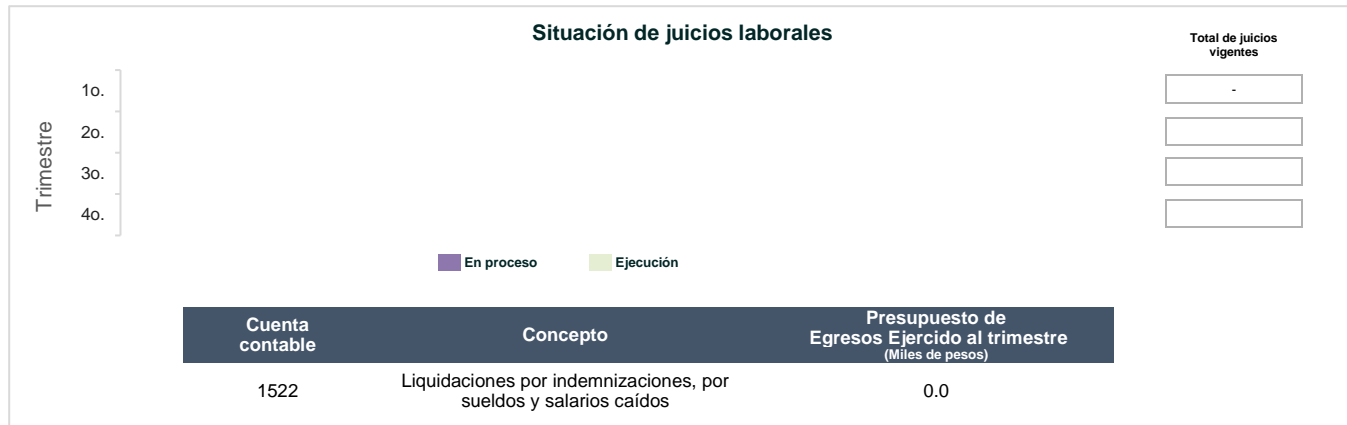 Situación de juicios laborales
Total de juicios
vigentes
Trimestre
1o.
-
2o.
3o.
4o.
En proceso
Ejecución
Cuenta
contable
Concepto
Presupuesto de
Egresos Ejercido al trimestre
(Miles de pesos)
1522
Liquidaciones por indemnizaciones, por
sueldos y salarios caídos
0.0